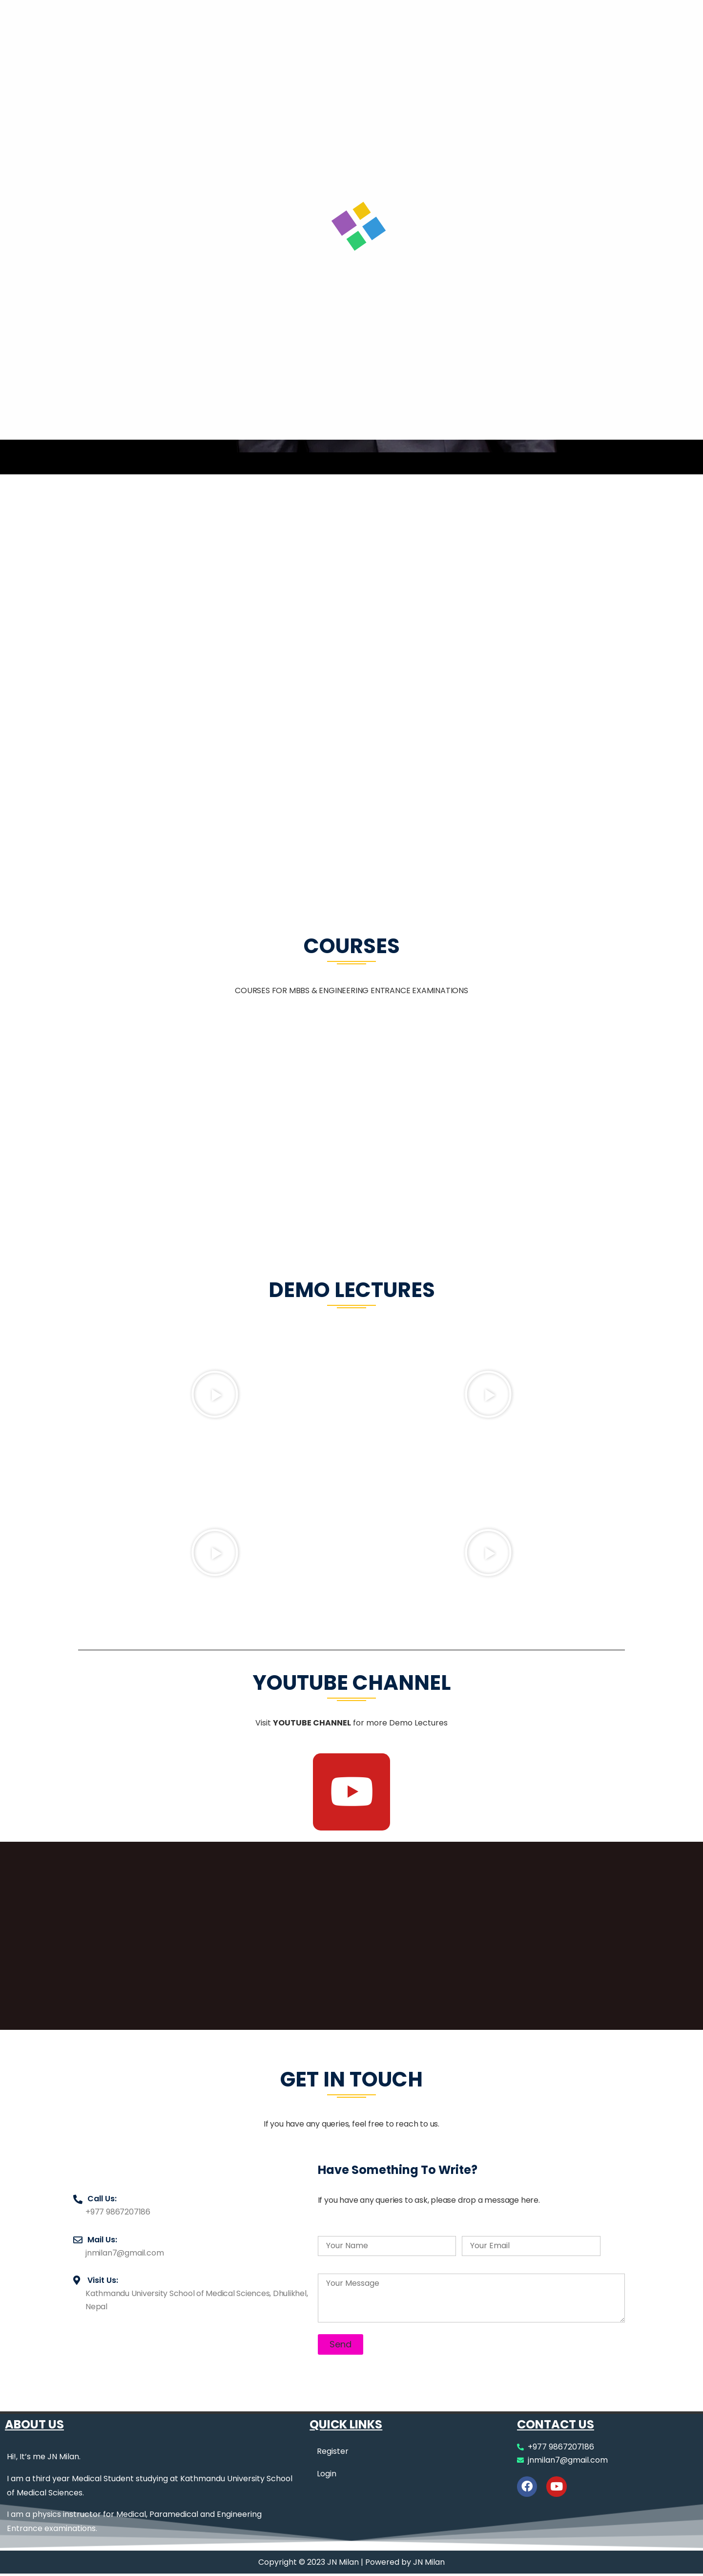 COURSES
COURSES FOR MBBS & ENGINEERING ENTRANCE EXAMINATIONS
DEMO LECTURES
YOUTUBE CHANNEL
Visit YOUTUBE CHANNEL for more Demo Lectures
GET IN TOUCH
If you have any queries, feel free to reach to us.
Call Us:
+977 9867207186
Mail Us:
jnmilan7@gmail.com
Visit Us:
Kathmandu University School of Medical Sciences, Dhulikhel,
Nepal
Have Something To Write?
If you have any queries to ask, please drop a message here.
Your Name
Your Email
Your Message
Send
ABOUT US
Hi!, It’s me JN Milan.
I am a third year Medical Student studying at Kathmandu University School
of Medical Sciences.
I am a physics instructor for Medical, Paramedical and Engineering
Entrance examinations.
QUICK LINKS
Register
Login
CONTACT US
+977 9867207186
jnmilan7@gmail.com
Copyright © 2023 JN Milan | Powered by JN Milan